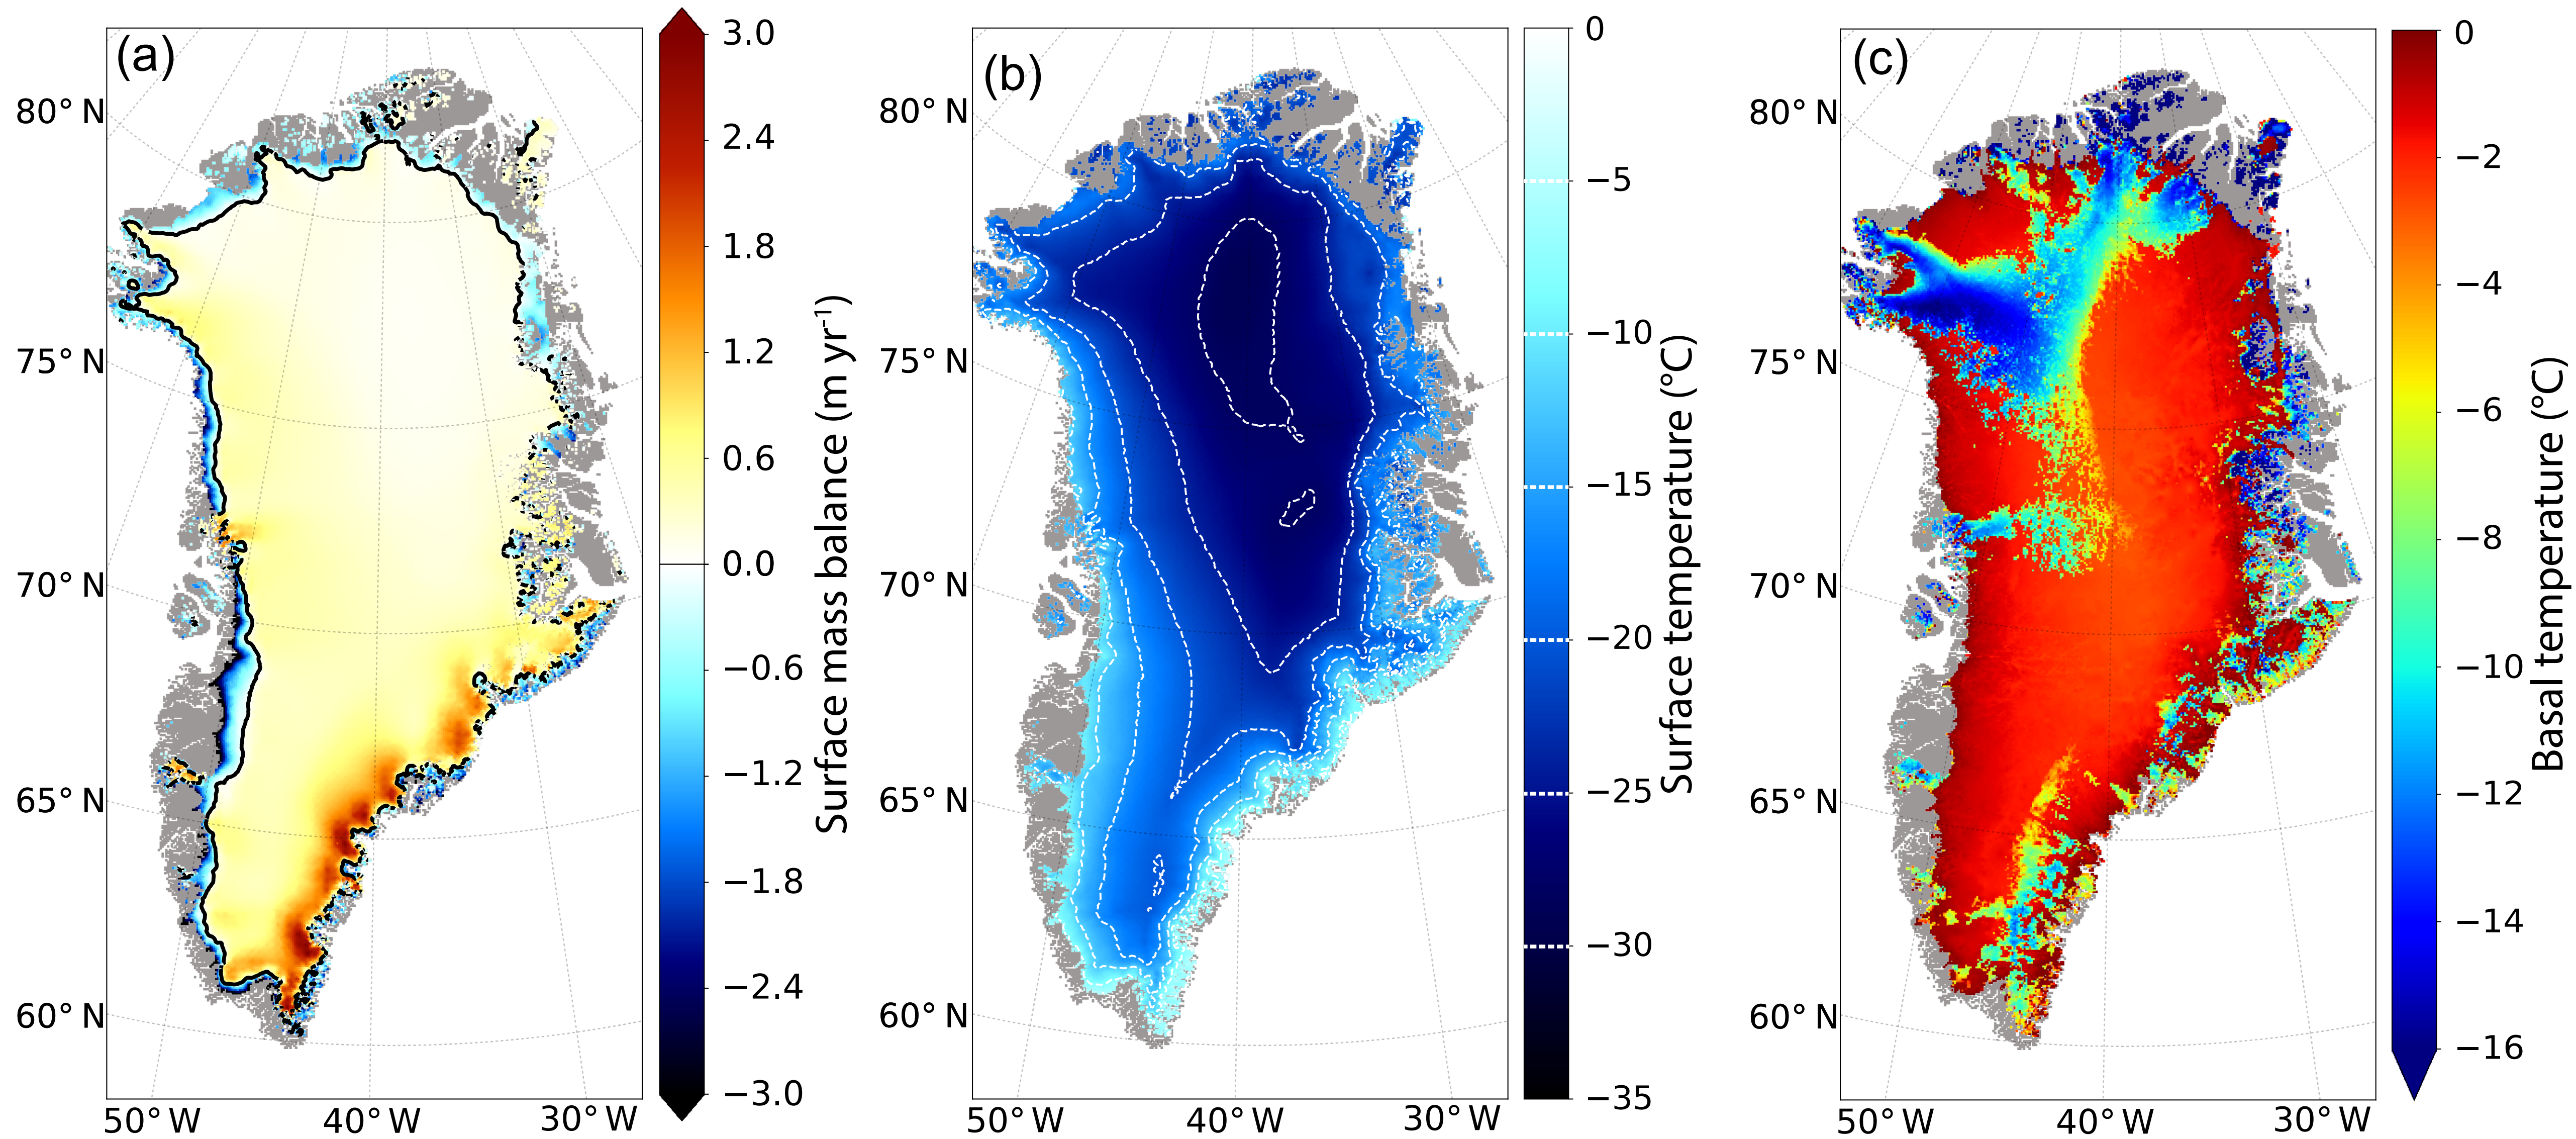 (a)
80° N
75° N
70° N
65° N
60° N
50° W
40° W
30° W
3.0
2.4
1.8
1.2
0.6
0.0
−0.6
−1.2
−1.8
−2.4
−3.0
Surface mass balance (m yr-1)
(b)
80° N
75° N
70° N
65° N
60° N
50° W
40° W
30° W
0
−5
−10
−15
−20
−25
−30
−35
Surface temperature (°C)
(c)
80° N
75° N
70° N
65° N
60° N
50° W
40° W
30° W
0
−2
−4
−6
−8
−10
−12
−14
−16
Basal temperature (°C)